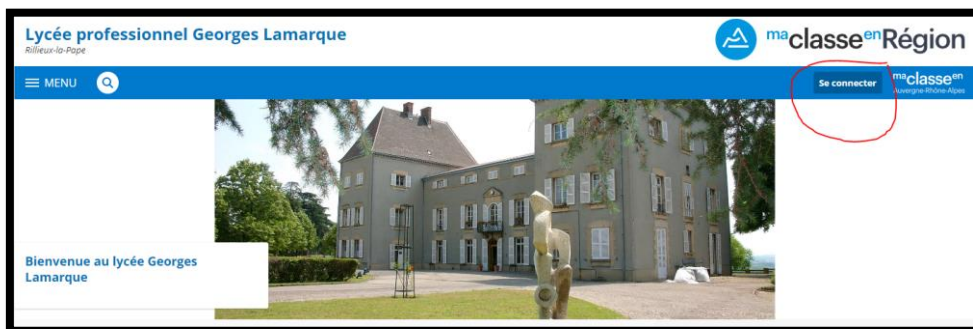 Lycée professionnel Georges Lamarque
Rillieux-la-Pape
maclasseenRégion
MENU
Se connecter
maclasseen
Auvergne-Rhône-Alpes
Bienvenue au lycée Georges
Lamarque